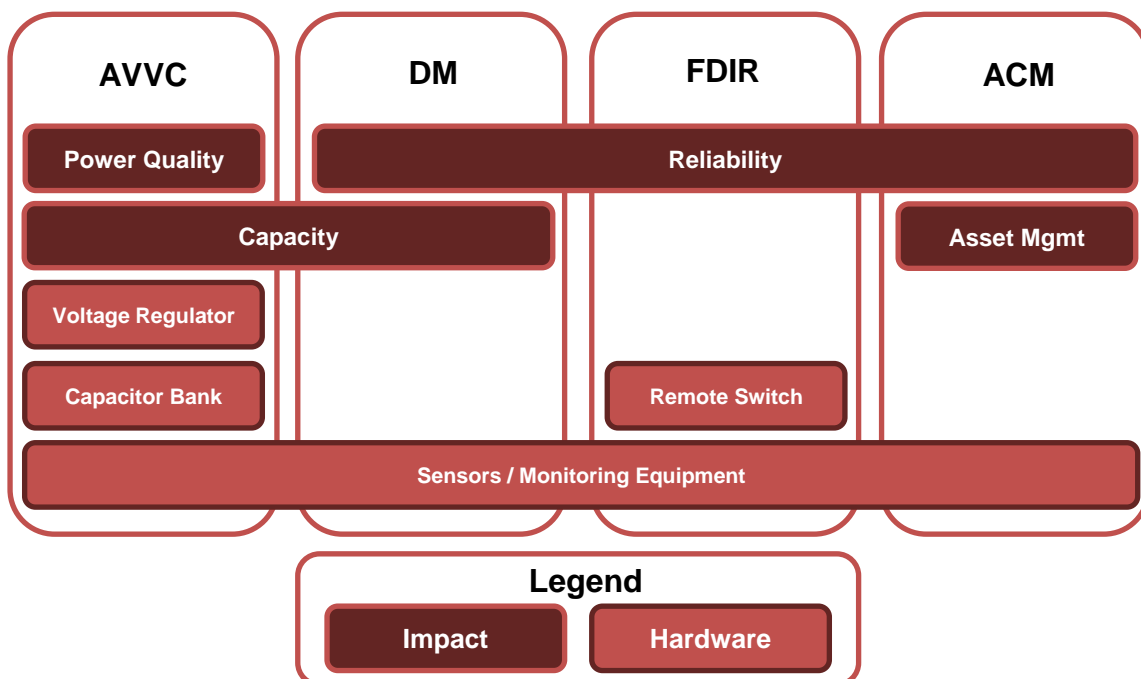 AVVC
DM
FDIR
ACM
Power Quality
Reliability
Capacity
Asset Mgmt
Voltage Regulator
Capacitor Bank
Remote Switch
Sensors / Monitoring Equipment
Legend
Impact
Hardware